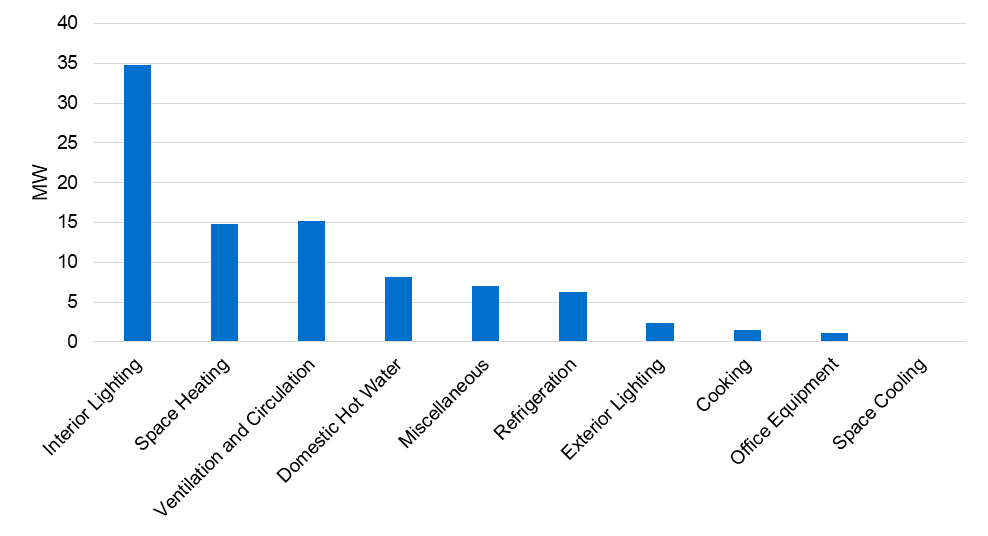 40
35
30
25
20
15
10
5
0
MW
Interior Lighting
Space Heating
Ventilation and Circulation
Domestic Hot Water
Miscellaneous
Refrigeration
Exterior Lighting
Cooking
Office Equipment
Space Cooling